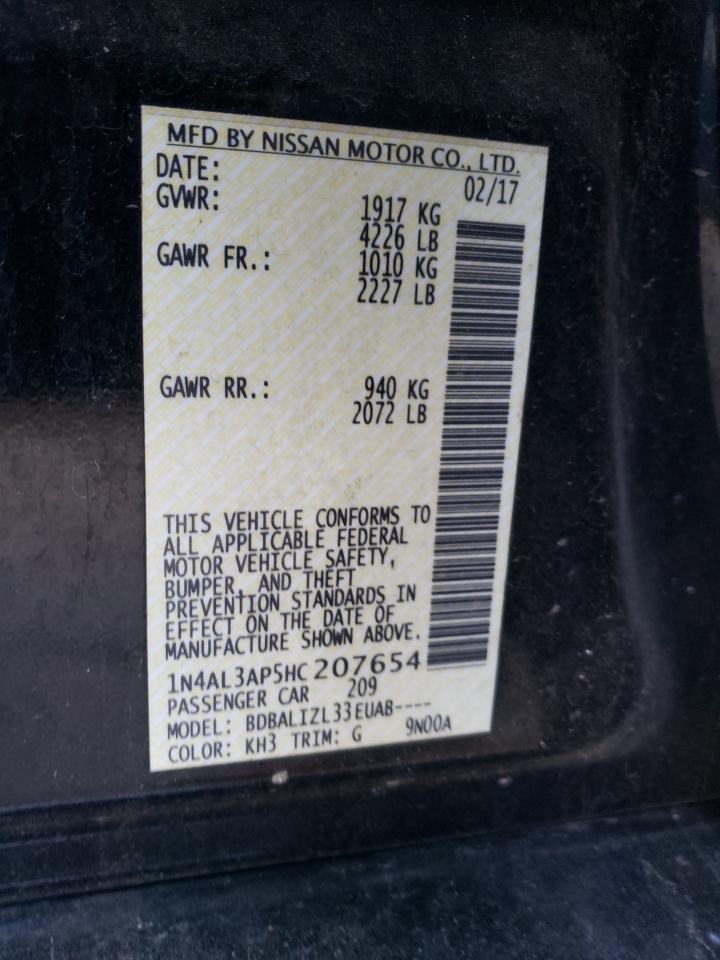 MFD BY NISSAN MOTOR CO., LTD.
DATE: 02/17
GVWR: 1917 KG
4226 LB
GAWR FR.: 1010 KG
2227 LB
GAWR RR.: 940 KG
2072 LB
THIS VEHICLE CONFORMS TO
ALL APPLICABLE FEDERAL
MOTOR VEHICLE SAFETY,
BUMPER, AND THEFT
PREVENTION STANDARDS IN
EFFECT ON THE DATE OF
MANUFACTURE SHOWN ABOVE.
1N4AL3AP5HC207654
PASSENGER CAR 209
MODEL: BDBALIZL33EUAB----
COLOR: KH3 TRIM: G 9N00A